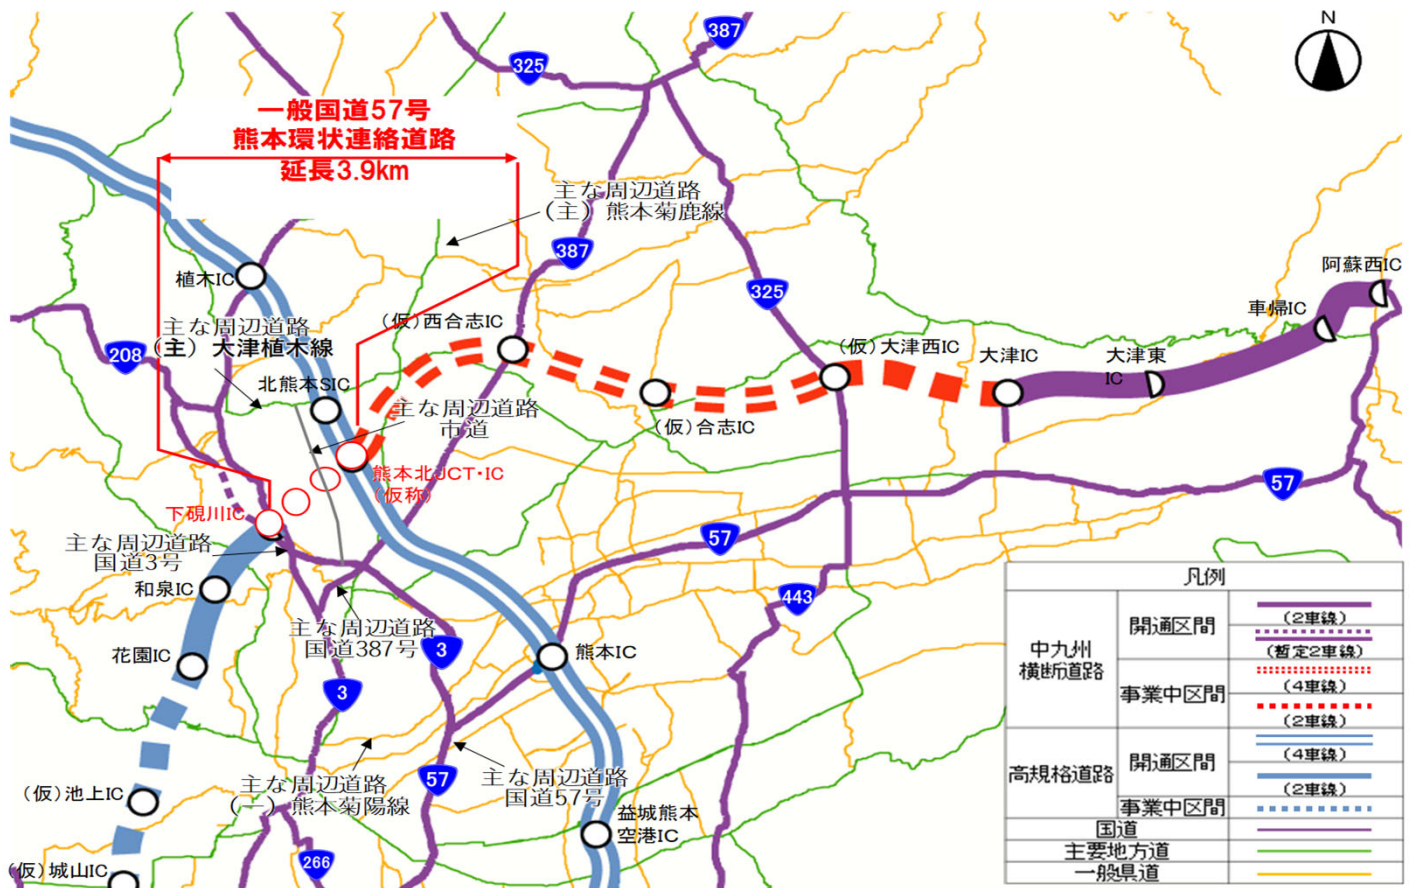 N
387
325
一般国道57号
熊本環状連絡道路
延長3.9km
主な周辺道路
（主）熊本菊鹿線
387
325
阿蘇西IC
車帰IC
植木IC
主な周辺道路
（主）大津植木線
208
(仮)西合志IC
(仮)大津西IC
大津IC
大津東
IC
北熊本SIC
主な周辺道路
市道
(仮)合志IC
熊本北JCT・IC
(仮称)
下硯川IC
57
57
主な周辺道路
国道3号
和泉IC
443
主な周辺道路
国道387号
花園IC
3
熊本IC
3
57
主な周辺道路
（一）熊本菊陽線
主な周辺道路
国道57号
(仮)池上IC
益城熊本
空港IC
266
(仮)城山IC
凡例
中九州
横断道路
開通区間
(2車線)
(暫定2車線)
事業中区間
(4車線)
(2車線)
高規格道路
開通区間
(4車線)
(2車線)
事業中区間
国道
主要地方道
一般県道